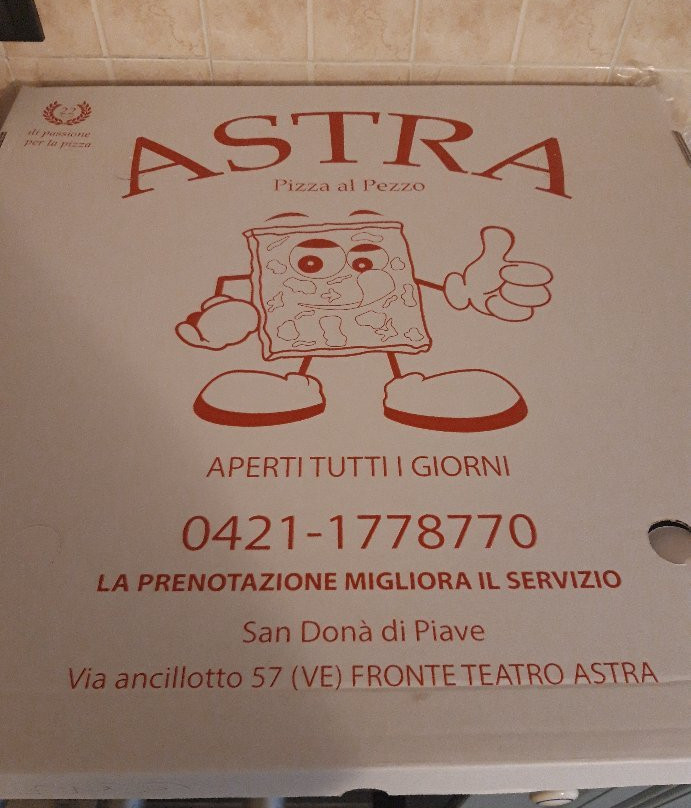 22
di passione
per la pizza
ASTRA
Pizza al Pezzo
APERTI TUTTI I GIORNI
0421-1778770
LA PRENOTAZIONE MIGLIORA IL SERVIZIO
San Donà di Piave
Via ancillotto 57 (VE) FRONTE TEATRO ASTRA